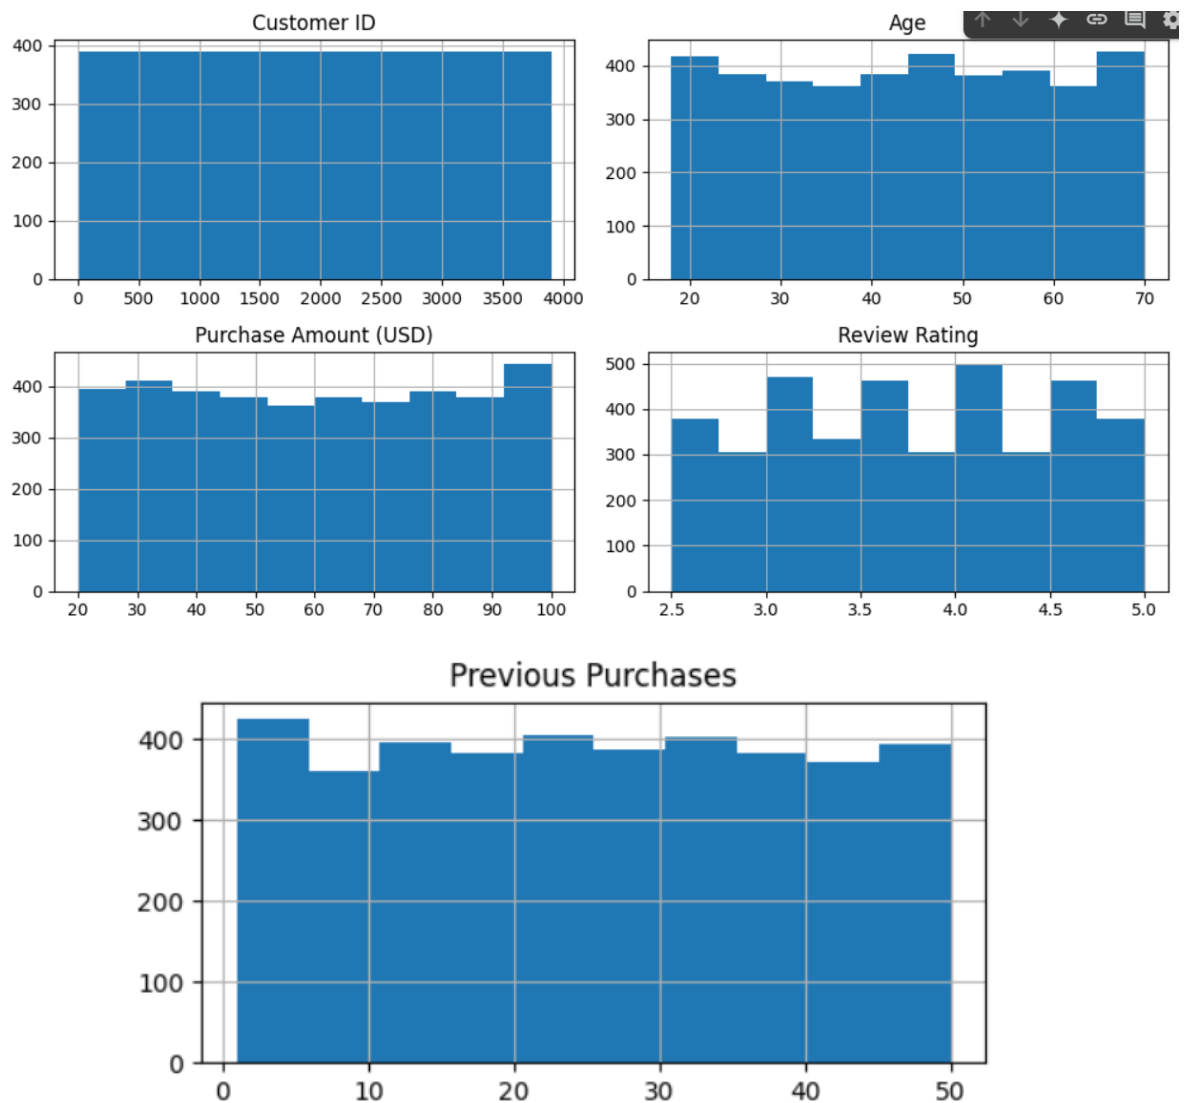 Customer ID
400
300
200
100
0
0 500 1000 1500 2000 2500 3000 3500 4000
Age
400
300
200
100
0
20 30 40 50 60 70
Purchase Amount (USD)
400
300
200
100
0
20 30 40 50 60 70 80 90 100
Review Rating
500
400
300
200
100
0
2.5 3.0 3.5 4.0 4.5 5.0
Previous Purchases
400
300
200
100
0
0 10 20 30 40 50